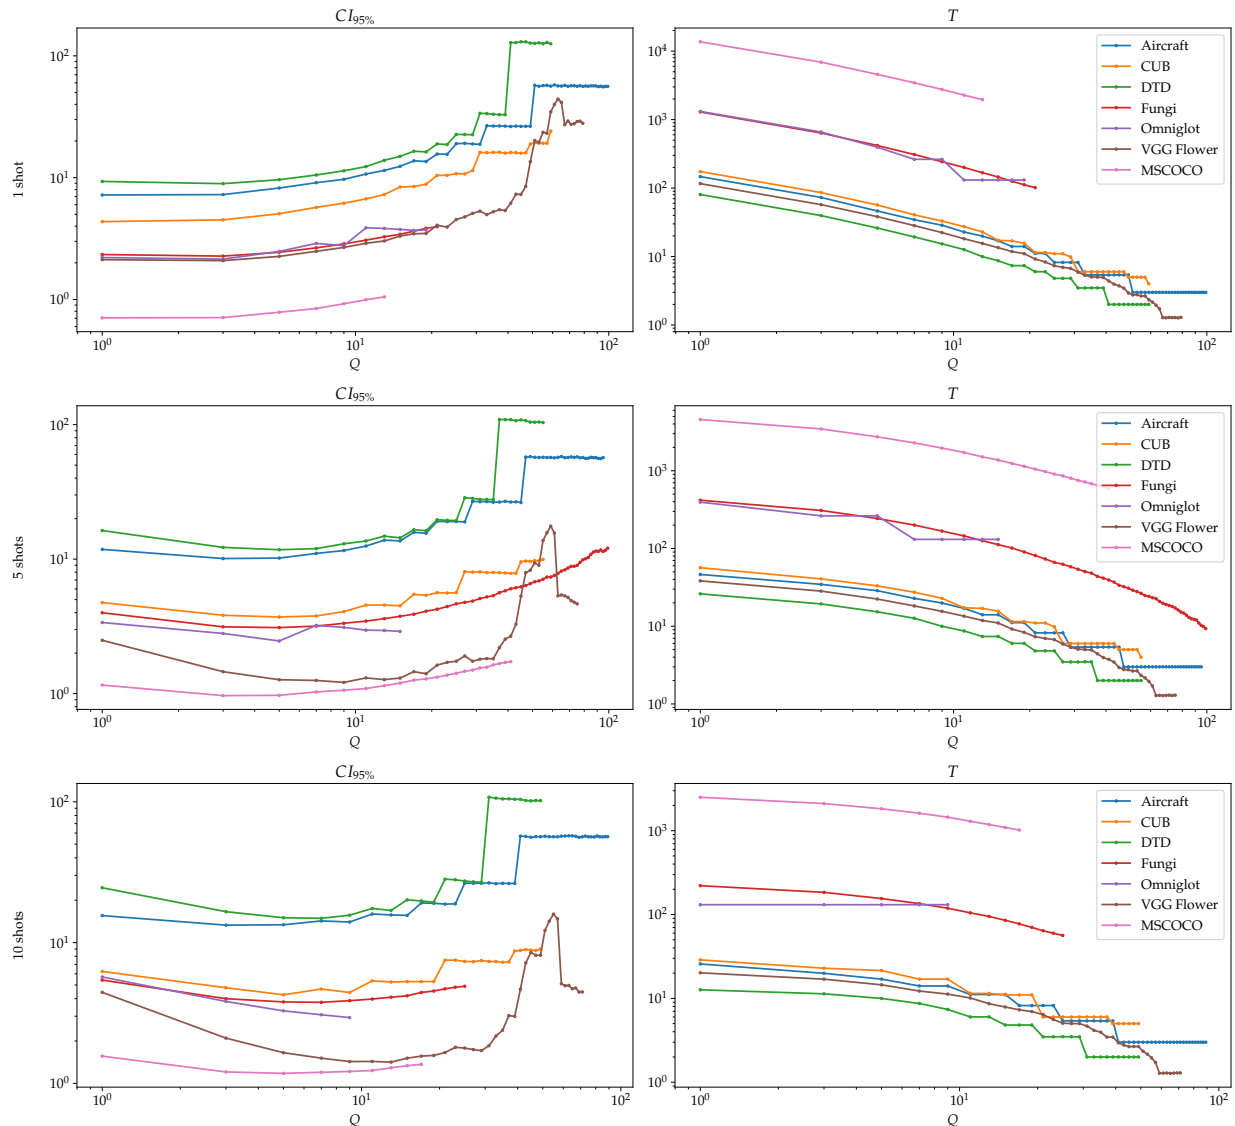 CI95% T
1 shot
10² 10¹ 10⁰
10⁴ 10³ 10² 10¹ 10⁰
Aircraft
CUB
DTD
Fungi
Omniglot
VGG Flower
MSCOCO
10⁰ 10¹ 10² 10⁰ 10¹ 10²
Q Q
CI95% T
5 shots
10² 10¹ 10⁰
10³ 10² 10¹ 10⁰
Aircraft
CUB
DTD
Fungi
Omniglot
VGG Flower
MSCOCO
10⁰ 10¹ 10² 10⁰ 10¹ 10²
Q Q
CI95% T
10 shots
10² 10¹ 10⁰
10³ 10² 10¹ 10⁰
Aircraft
CUB
DTD
Fungi
Omniglot
VGG Flower
MSCOCO
10⁰ 10¹ 10² 10⁰ 10¹ 10²
Q Q